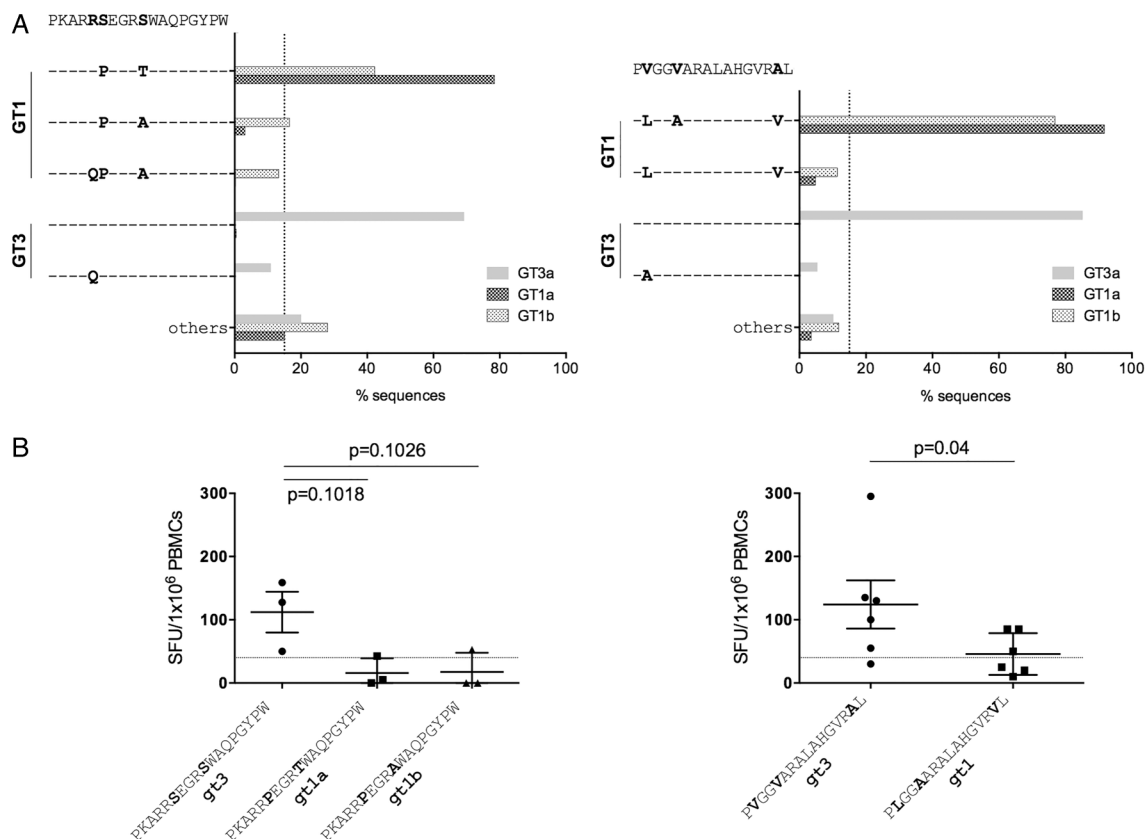 A
PKARRSEGRSWAQPGYPW
GT1
-----P---T--------
-----P---A--------
----QP---A--------
GT3
------------------
----Q-------------
others
0 20 40 60 80 100
% sequences
GT3a
GT1a
GT1b
PVGGVARALAHGVRAL
GT1
-L--A---------V-
-L------------V-
GT3
----------------
-A--------------
others
0 20 40 60 80 100
% sequences
GT3a
GT1a
GT1b
B
p=0.1026
p=0.1018
SFU/1x10⁶ PBMCs
300
200
100
0
PKARRSEGRSWAQPGYPW
gt3
PKARRPEGRTWAQPGYPW
gt1a
PKARRPEGRAWAQPGYPW
gt1b
p=0.04
SFU/1x10⁶ PBMCs
300
200
100
0
PVGGVARALAHGVRAL
gt3
PLGGAARALAHGVRVL
gt1